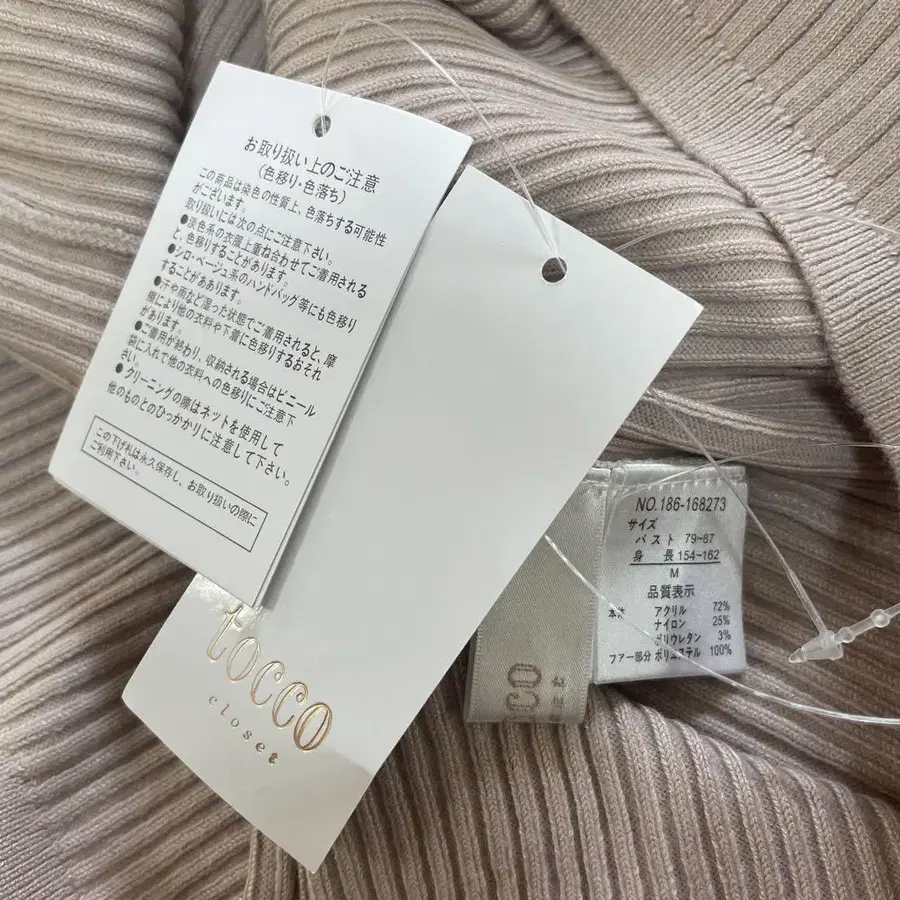 お取り扱い上のご注意
(色移り・色落ち)
この商品は染色の性質上、色落ちする可能性
がございます。
取り扱いには次の点にご注意下さい。
●淡色系の衣服上重ね合わせてご着用される
と、色移りすることがあります。
●シロ・ベージュ系のハンドバッグ等にも色移り
することがあります。
●汗や雨など湿った状態でご着用されると、摩
擦により他の衣料や下着に色移りするおそれ
があります。
●ご着用が終わり、収納される場合はビニール
袋に入れて他の衣料への色移りにご注意下
さい。
●クリーニングの際はネットを使用して
他のものとのひっかかりに注意して下さい。
この下げ札は永久保存し、お取り扱いの際に
ご利用下さい。
tocco
closet
NO.186-168273
サイズ
バスト 79~87
身 長 154~162
M
品質表示
本体 アクリル 72%
ナイロン 25%
ポリウレタン 3%
ファー部分 ポリエステル 100%